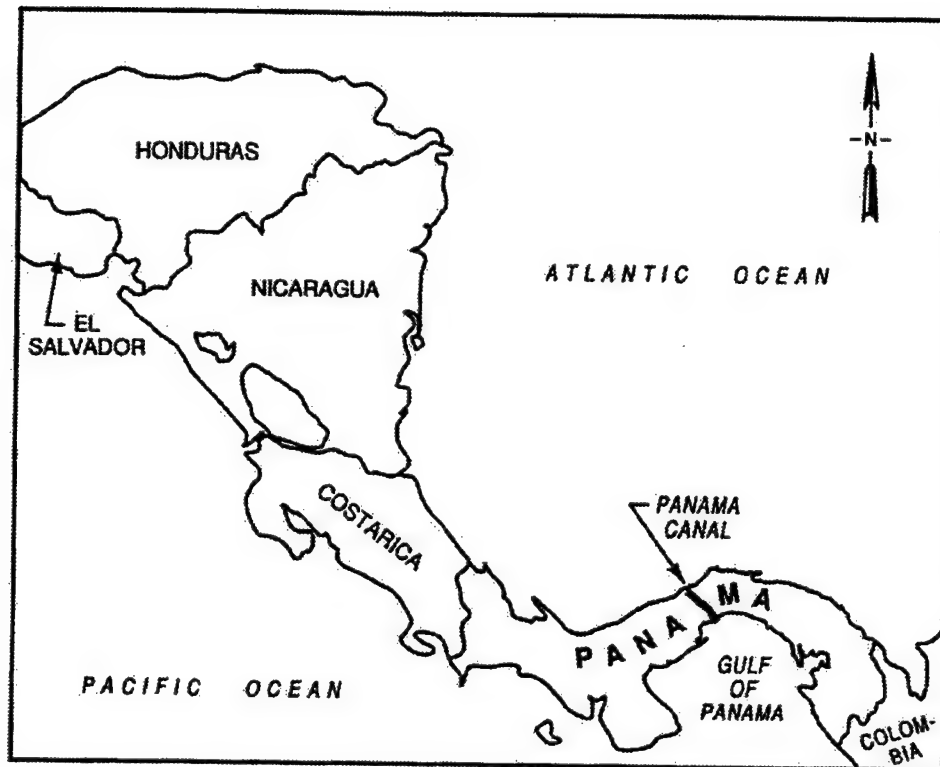 HONDURAS
-N-
NICARAGUA
ATLANTIC OCEAN
EL
SALVADOR
COSTARICA
PANAMA
CANAL
PANAMA
GULF
OF
PANAMA
PACIFIC OCEAN
COLOM-
BIA